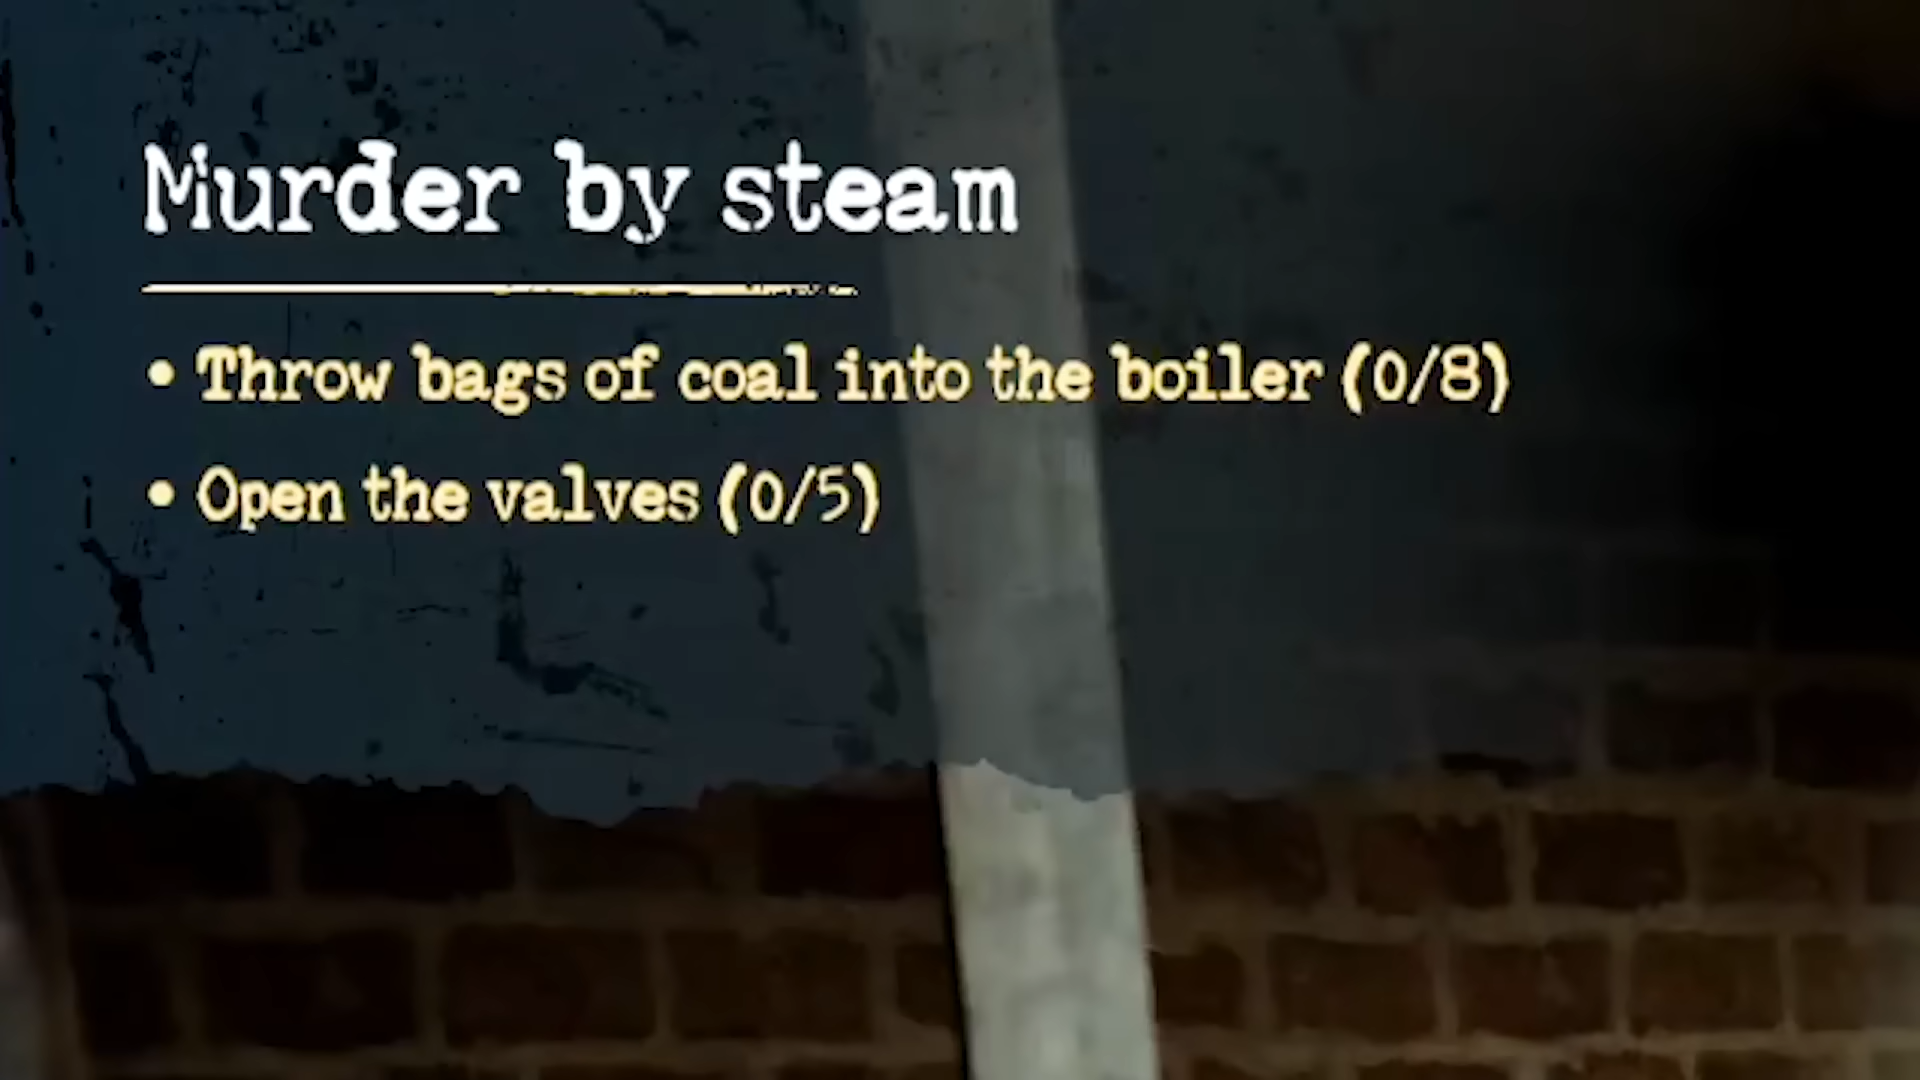 Murder by steam
• Throw bags of coal into the boiler (0/8)
• Open the valves (0/5)